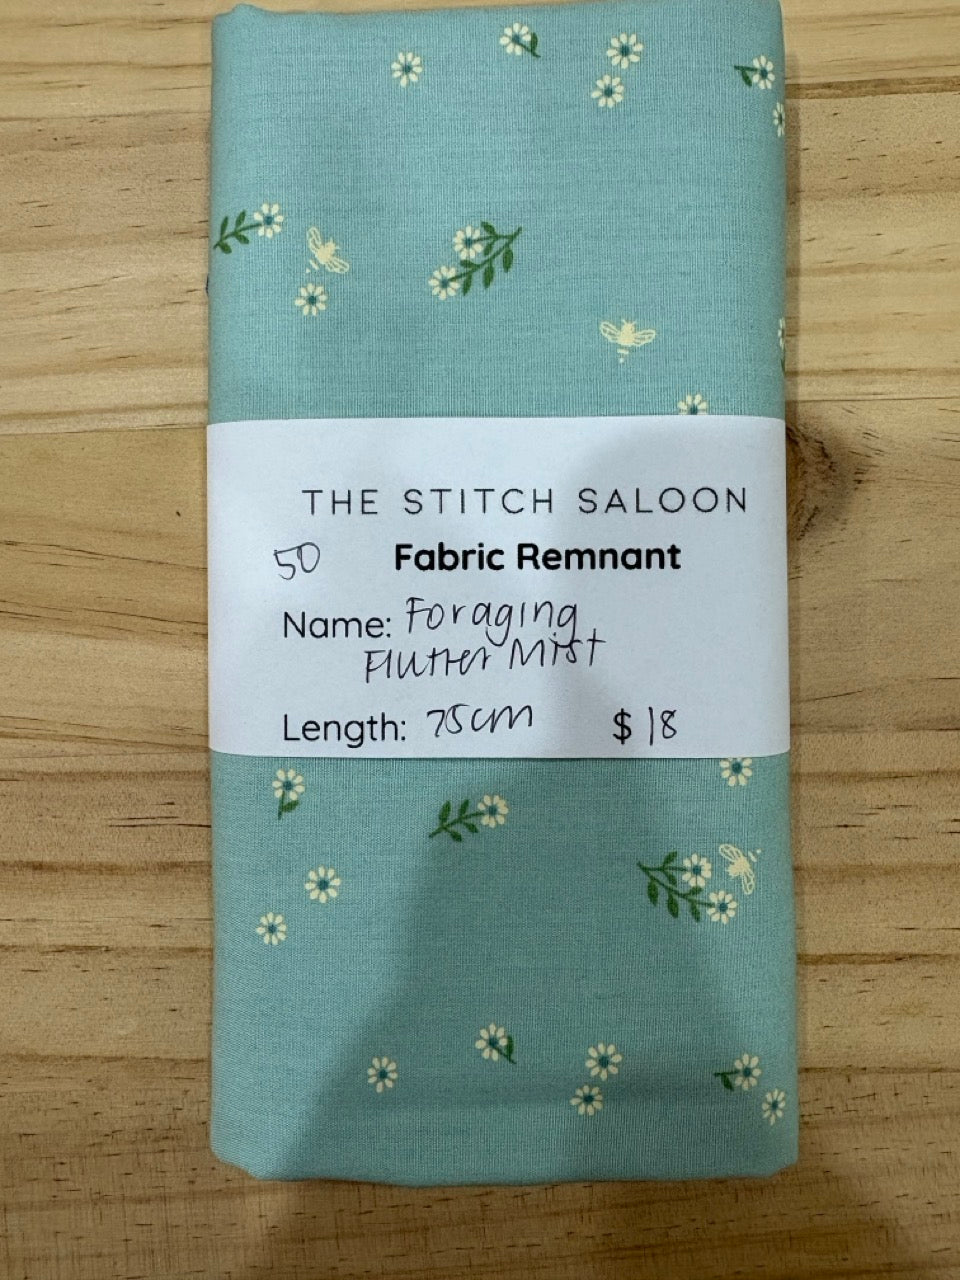 THE STITCH SALOON
50 Fabric Remnant
Name: Foraging
Flutter Mist
Length: 75cm $18